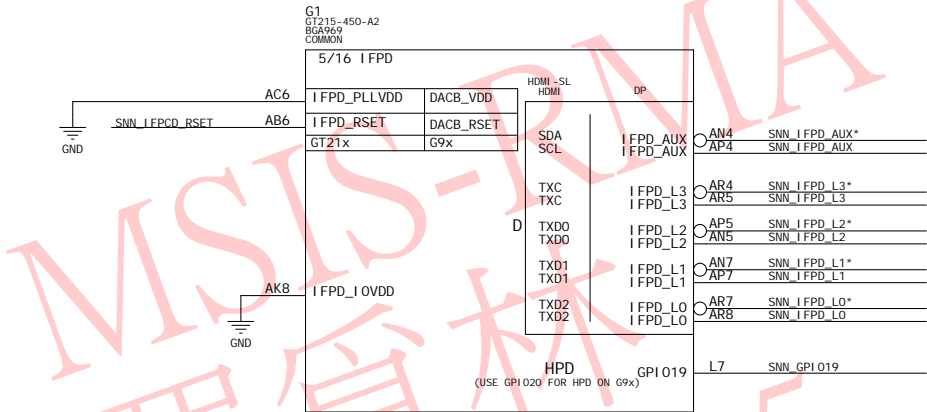 G1
GT215-450-A2
BGA969
COMMON
5/16 IFPD
HDMI-SL
HDMI
DP
AC6 IFPD_PLLVDD DACB_VDD
SNN_IFPCD_RSET AB6 IFPD_RSET DACB_RSET
GT21x G9x
GND
SDA IFPD_AUX AN4 SNN_IFPD_AUX*
SCL IFPD_AUX AP4 SNN_IFPD_AUX
TXC IFPD_L3 AR4 SNN_IFPD_L3*
TXC IFPD_L3 AR5 SNN_IFPD_L3
D
TXD0 IFPD_L2 AP5 SNN_IFPD_L2*
TXD0 IFPD_L2 AN5 SNN_IFPD_L2
TXD1 IFPD_L1 AN7 SNN_IFPD_L1*
TXD1 IFPD_L1 AP7 SNN_IFPD_L1
AK8 IFPD_IOVDD
TXD2 IFPD_L0 AR7 SNN_IFPD_L0*
TXD2 IFPD_L0 AR8 SNN_IFPD_L0
GND
HPD GPIO19 L7 SNN_GPIO19
(USE GPIO20 FOR HPD ON G9x)
MSIS-RMA